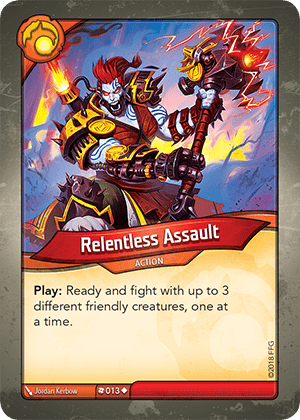 Relentless Assault
ACTION
Play: Ready and fight with up to 3
different friendly creatures, one at
a time.
©2018 FFG
Jordan Kerbow
013